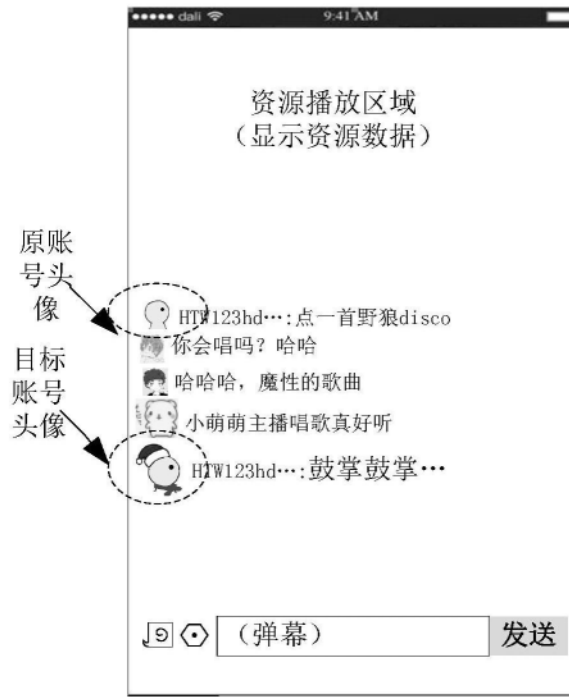 dali 9:41 AM
资源播放区域
（显示资源数据）
原账
号头
像
HTW123hd…:点一首野狼disco
你会唱吗？哈哈
目标
账号
头像
哈哈哈，魔性的歌曲
小萌萌主播唱歌真好听
HTW123hd…:鼓掌鼓掌…
（弹幕）
发送